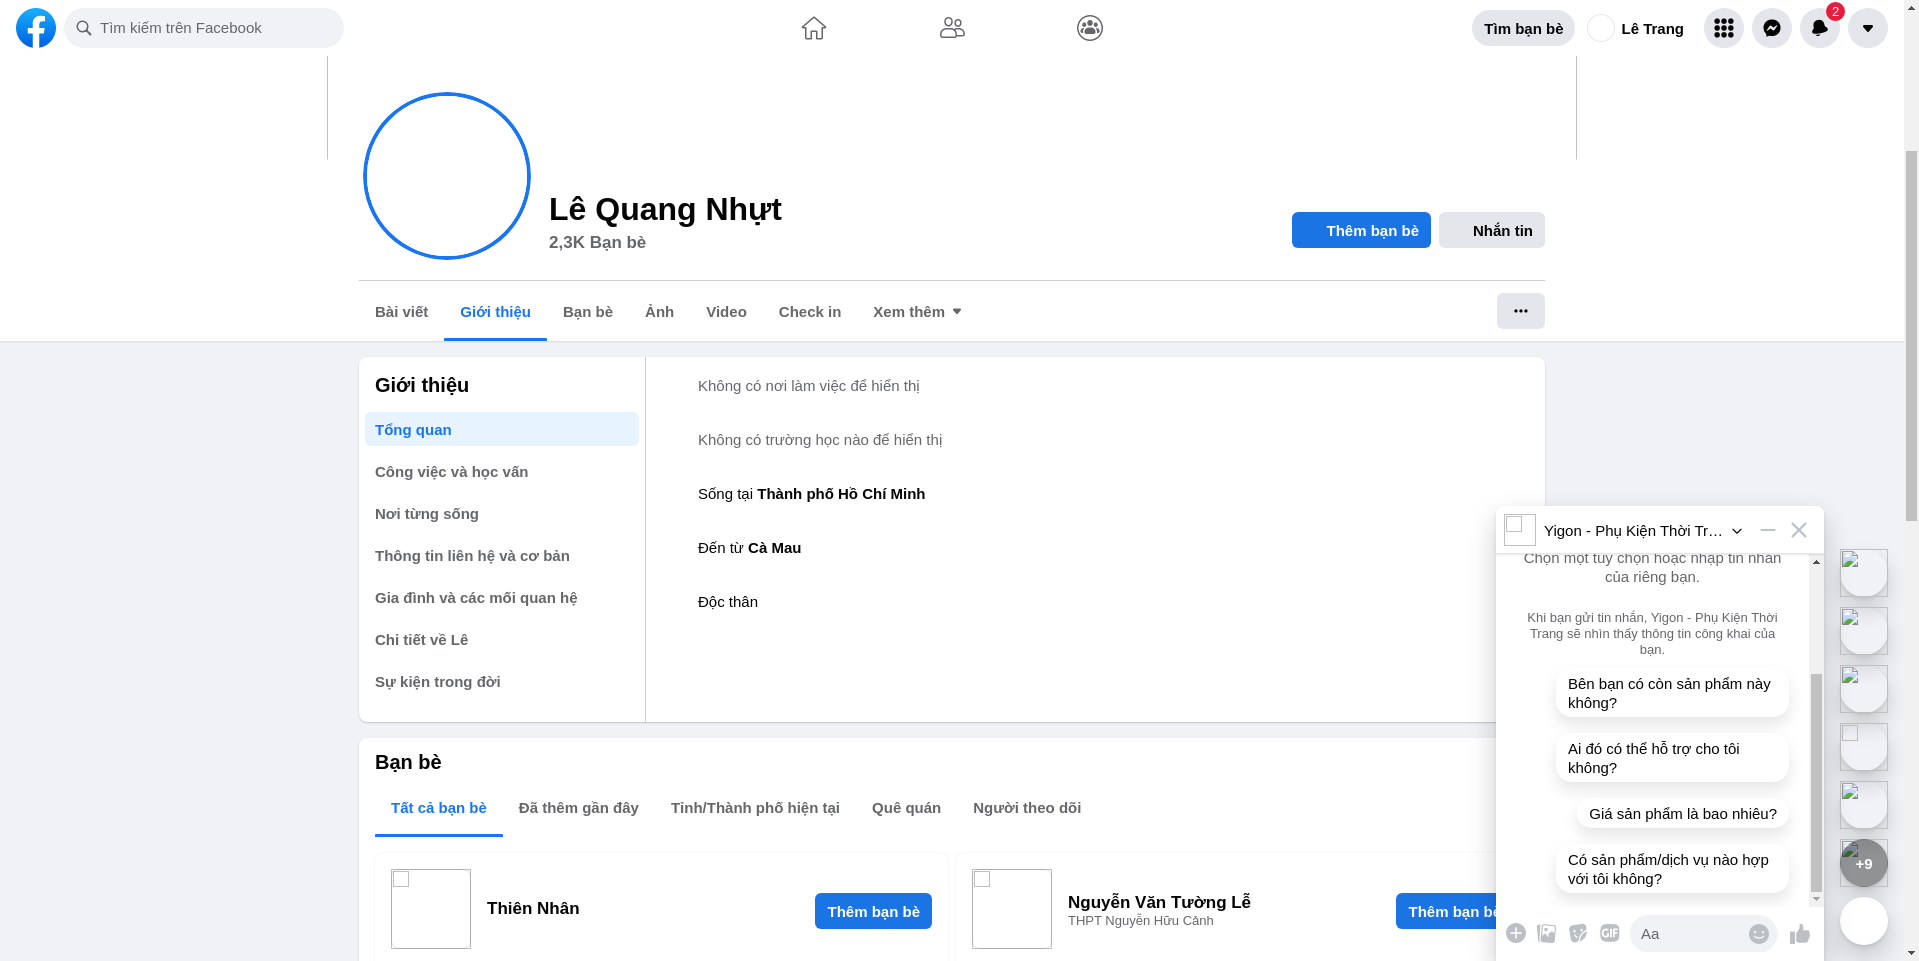 Tìm kiếm trên Facebook
Tìm bạn bè
Lê Trang
2
Lê Quang Nhựt
2,3K Bạn bè
Thêm bạn bè
Nhắn tin
Bài viết
Giới thiệu
Bạn bè
Ảnh
Video
Check in
Xem thêm
Giới thiệu
Tổng quan
Công việc và học vấn
Nơi từng sống
Thông tin liên hệ và cơ bản
Gia đình và các mối quan hệ
Chi tiết về Lê
Sự kiện trong đời
Không có nơi làm việc để hiển thị
Không có trường học nào để hiển thị
Sống tại Thành phố Hồ Chí Minh
Đến từ Cà Mau
Độc thân
Bạn bè
Tất cả bạn bè
Đã thêm gần đây
Tỉnh/Thành phố hiện tại
Quê quán
Người theo dõi
Thiên Nhân
Thêm bạn bè
Nguyễn Văn Tường Lễ
THPT Nguyễn Hữu Cảnh
Thêm bạn bè
Yigon - Phụ Kiện Thời Tr...
Chọn một tùy chọn hoặc nhập tin nhắn
của riêng bạn.
Khi bạn gửi tin nhắn, Yigon - Phụ Kiện Thời
Trang sẽ nhìn thấy thông tin công khai của
bạn.
Bên bạn có còn sản phẩm này
không?
Ai đó có thể hỗ trợ cho tôi
không?
Giá sản phẩm là bao nhiêu?
Có sản phẩm/dịch vụ nào hợp
với tôi không?
GIF
Aa
+9